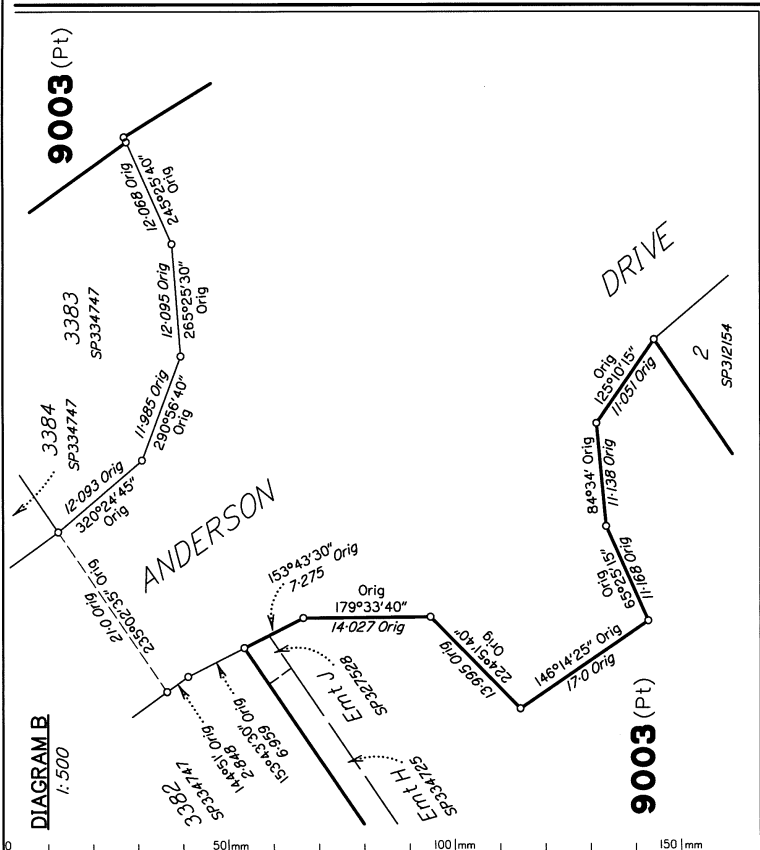 9003 (Pt)
12·068 Orig
245°25'40"
Orig
12·095 Orig
265°25'30"
Orig
3383
SP334747
3384
SP334747
11·985 Orig
290°56'40"
Orig
12·093 Orig
320°24'45"
Orig
ANDERSON
DRIVE
21·0 Orig
235°02'35" Orig
153°43'30" Orig
7·275
Orig
179°33'40"
14·027 Orig
Orig
125°10'15"
11·051 Orig
2
SP312154
84°34' Orig
11·138 Orig
Orig
65°25'15"
11·168 Orig
224°51'40"
Orig
13·995 Orig
146°14'25" Orig
17·0 Orig
Emt J
SP327528
Emt H
SP334725
144°51' Orig
2·848
153°43'30" Orig
6·959
3382
SP334747
DIAGRAM B
1:500
9003 (Pt)
0
50mm
100mm
150mm